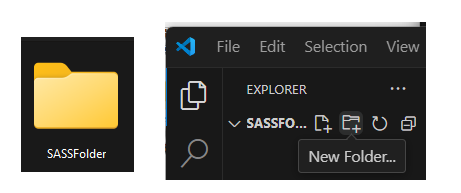 SASSFolder
File Edit Selection View
EXPLORER ...
SASSFO...
New Folder...